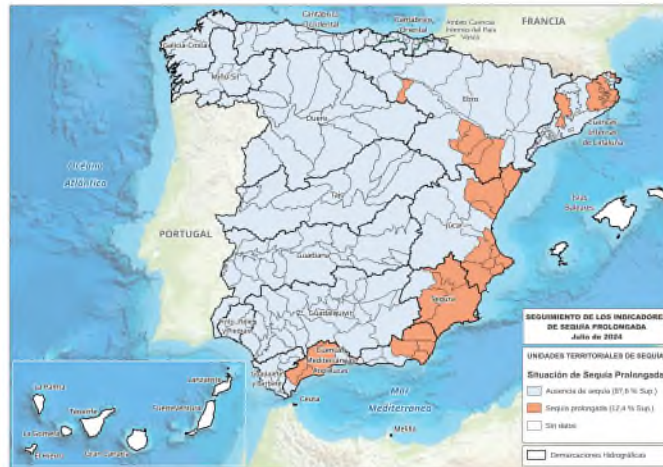 Cantábrico
Occidental
Cantábrico
Oriental
Ámbito Cuencas
Internas del País
Vasco
FRANCIA
Galicia-Costa
Miño-Sil
Ebro
Duero
Cuencas
Internas
de Cataluña
Océano
Atlántico
Tajo
Islas
Baleares
PORTUGAL
Júcar
Guadiana
Segura
Guadalquivir
Cuencas
Mediterráneas
Andaluzas
Guadalete
y Barbate
Ceuta
Mar
Mediterráneo
Melilla
La Palma
Lanzarote
Tenerife
Fuerteventura
La Gomera
El Hierro
Gran Canaria
SEGUIMIENTO DE LOS INDICADORES
DE SEQUÍA PROLONGADA
Julio de 2024
UNIDADES TERRITORIALES DE SEQUÍA
Situación de Sequía Prolongada
Ausencia de sequía (87,6 % Sup.)
Sequía prolongada (12,4 % Sup.)
Sin datos
Demarcaciones Hidrográficas